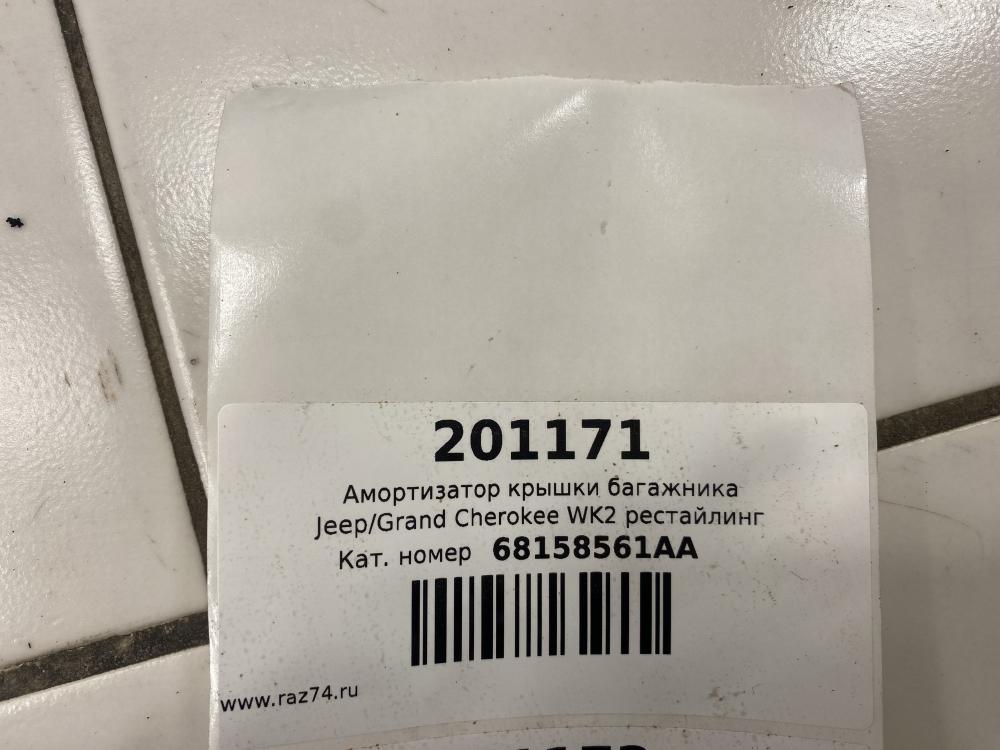 201171
Амортизатор крышки багажника
Jeep/Grand Cherokee WK2 рестайлинг
Кат. номер 68158561AA
www.raz74.ru